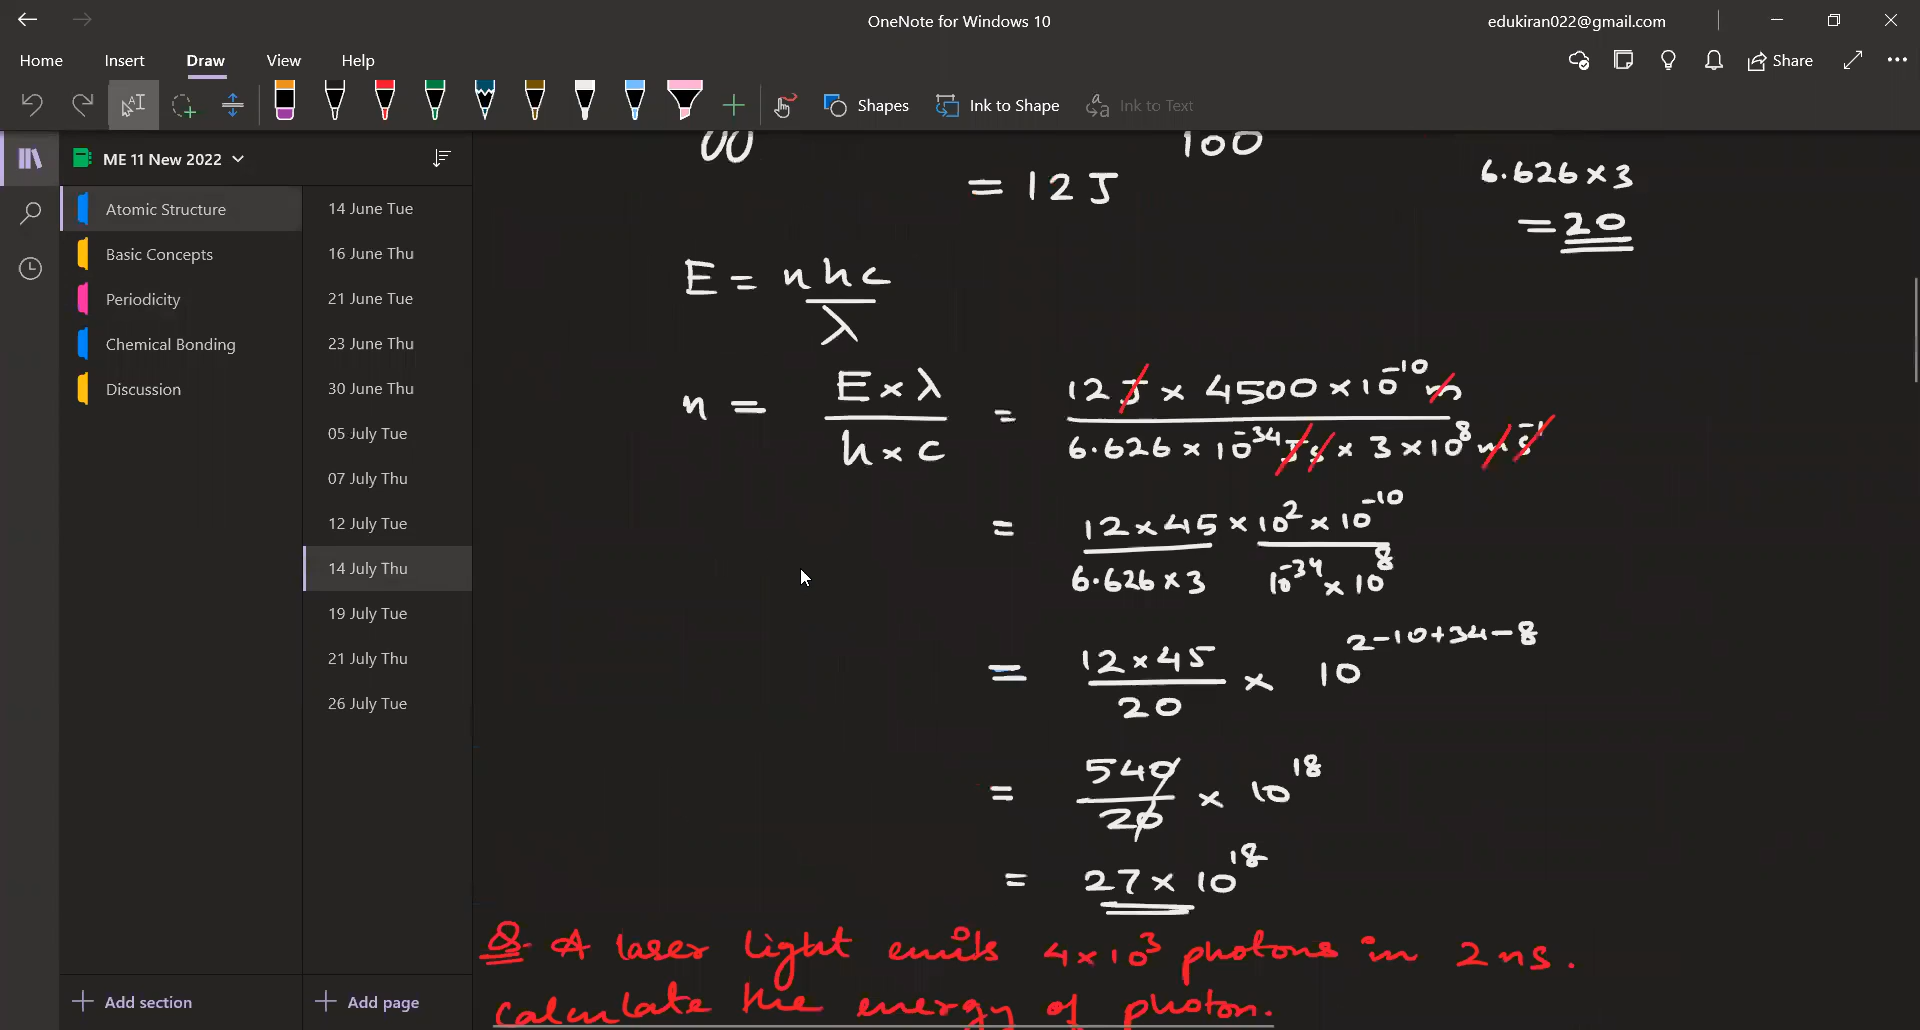 OneNote for Windows 10
edukiran022@gmail.com
Home Insert Draw View Help
Share
Shapes Ink to Shape Ink to Text
ME 11 New 2022
Atomic Structure
Basic Concepts
Periodicity
Chemical Bonding
Discussion
14 June Tue
16 June Thu
21 June Tue
23 June Thu
30 June Thu
05 July Tue
07 July Thu
12 July Tue
14 July Thu
19 July Tue
21 July Thu
26 July Tue
Add section
Add page
100
= 12 J
6.626 × 3
= 20
E = nhc
λ
n = E × λ = 12 J × 4500 × 10⁻¹⁰ m
h × c 6.626 × 10⁻³⁴ Js × 3 × 10⁸ m s⁻¹
= 12 × 45 × 10² × 10⁻¹⁰
6.626 × 3 10⁻³⁴ × 10⁸
= 12 × 45 × 10²⁻¹⁰⁺³⁴⁻⁸
20
= 540 × 10¹⁸
20
= 27 × 10¹⁸
Q. A laser light emits 4 × 10³ photons in 2 ns.
calculate the energy of photon.